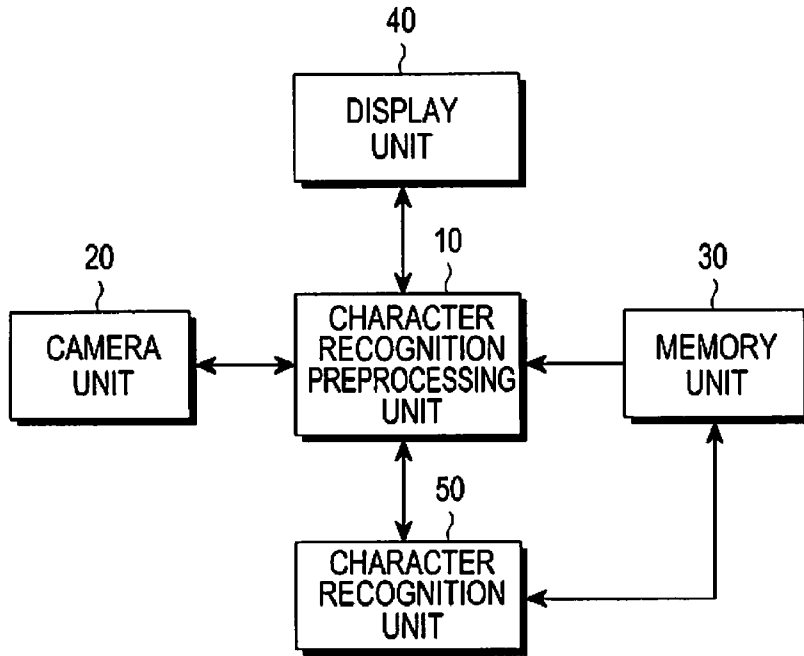 40
DISPLAY
UNIT
20
CAMERA
UNIT
10
CHARACTER
RECOGNITION
PREPROCESSING
UNIT
30
MEMORY
UNIT
50
CHARACTER
RECOGNITION
UNIT